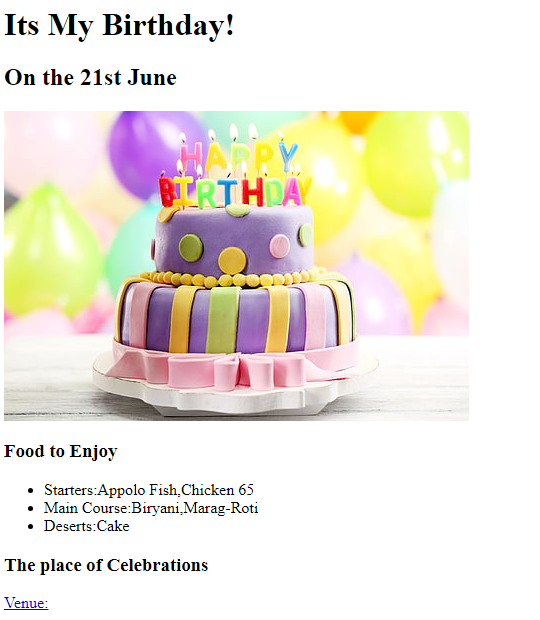 Its My Birthday!
On the 21st June
HAPPY
BIRTHDAY
Food to Enjoy
Starters:Appolo Fish,Chicken 65
Main Course:Biryani,Marag-Roti
Deserts:Cake
The place of Celebrations
Venue: